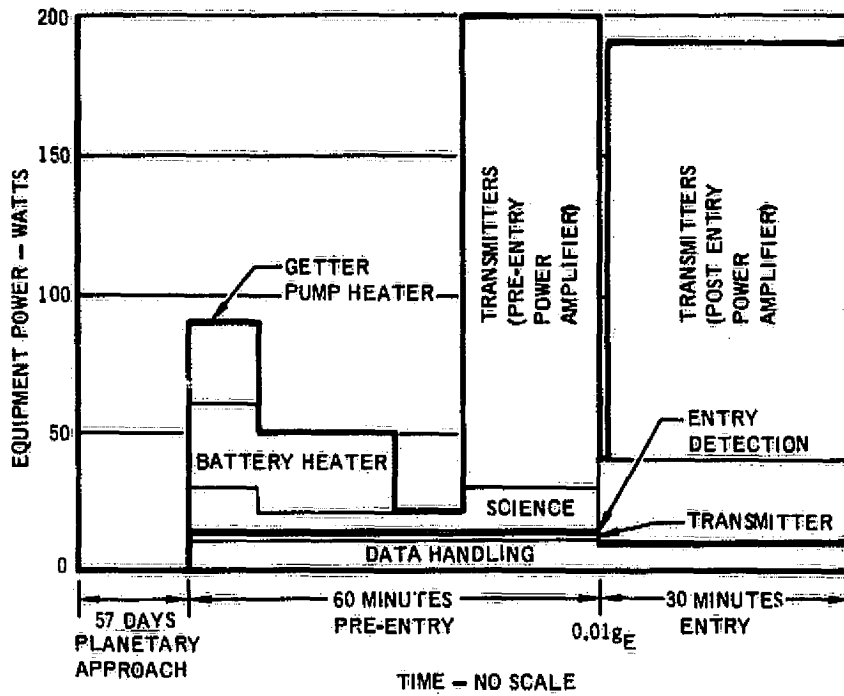 200
150
100
50
0
EQUIPMENT POWER – WATTS
GETTER
PUMP HEATER
BATTERY HEATER
TRANSMITTERS
(PRE-ENTRY
POWER
AMPLIFIER)
TRANSMITTERS
(POST ENTRY
POWER
AMPLIFIER)
ENTRY
DETECTION
SCIENCE
TRANSMITTER
DATA HANDLING
57 DAYS
PLANETARY
APPROACH
60 MINUTES
PRE-ENTRY
0.01gE
30 MINUTES
ENTRY
TIME – NO SCALE